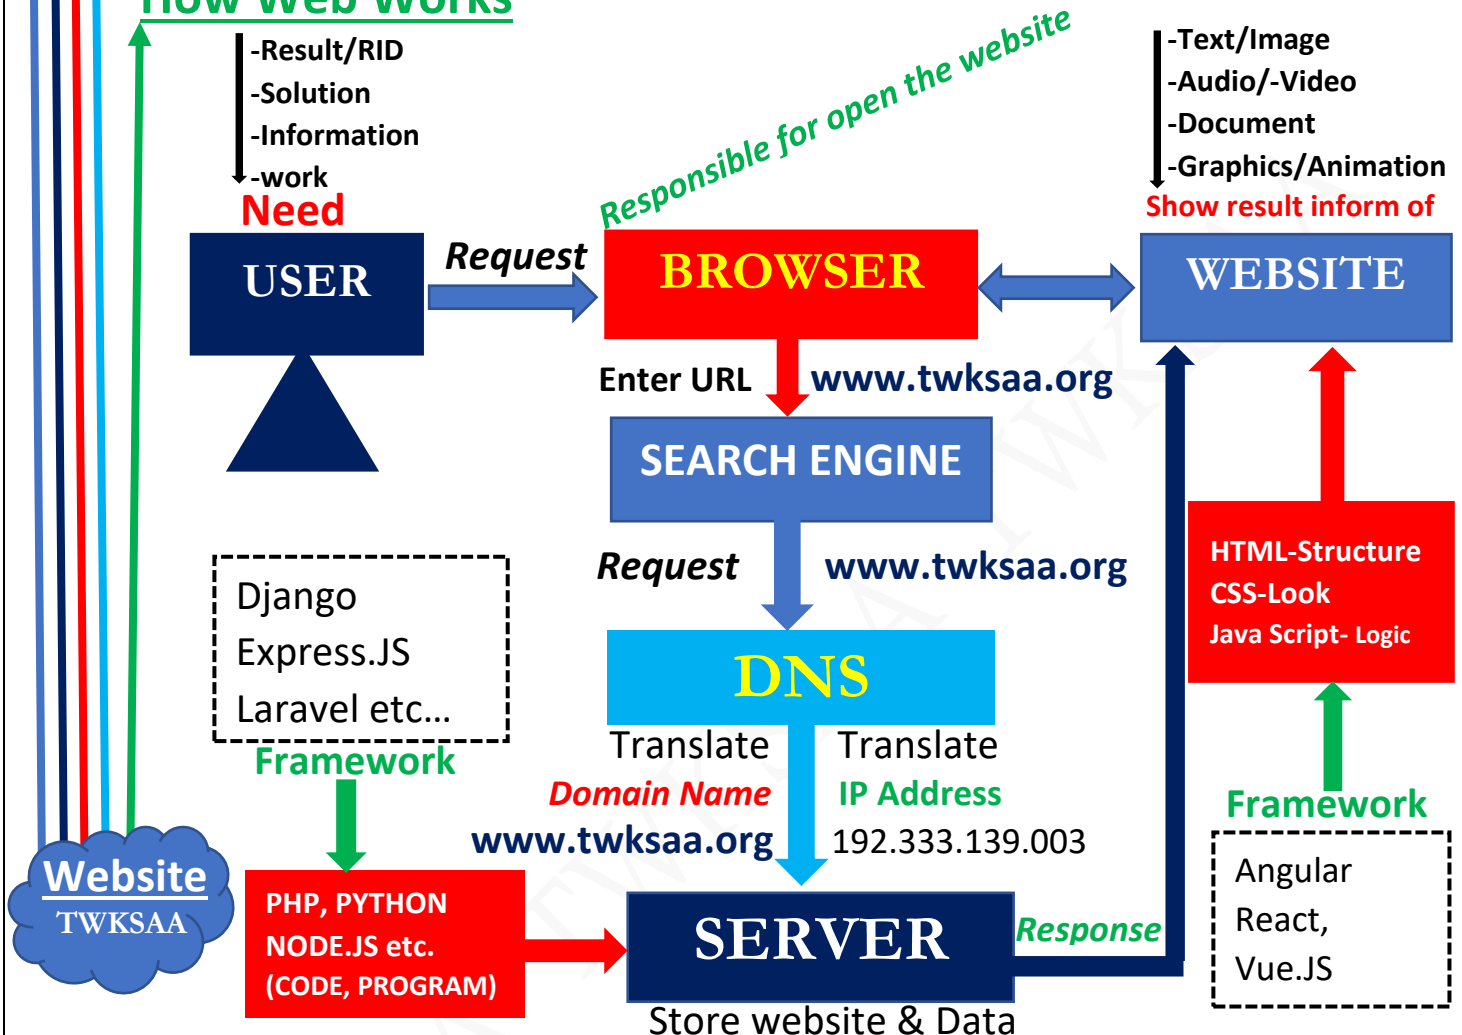 How Web Works
-Result/RID
-Solution
-Information
-work
Need
USER
Request
Responsible for open the website
BROWSER
-Text/Image
-Audio/-Video
-Document
-Graphics/Animation
Show result inform of
WEBSITE
Enter URL
www.twksaa.org
SEARCH ENGINE
Request
www.twksaa.org
DNS
Translate
Domain Name
www.twksaa.org
Translate
IP Address
192.333.139.003
HTML-Structure
CSS-Look
Java Script- Logic
Framework
Angular
React,
Vue.JS
Django
Express.JS
Laravel etc...
Framework
PHP, PYTHON
NODE.JS etc.
(CODE, PROGRAM)
SERVER
Response
Store website & Data
Website
TWKSAA